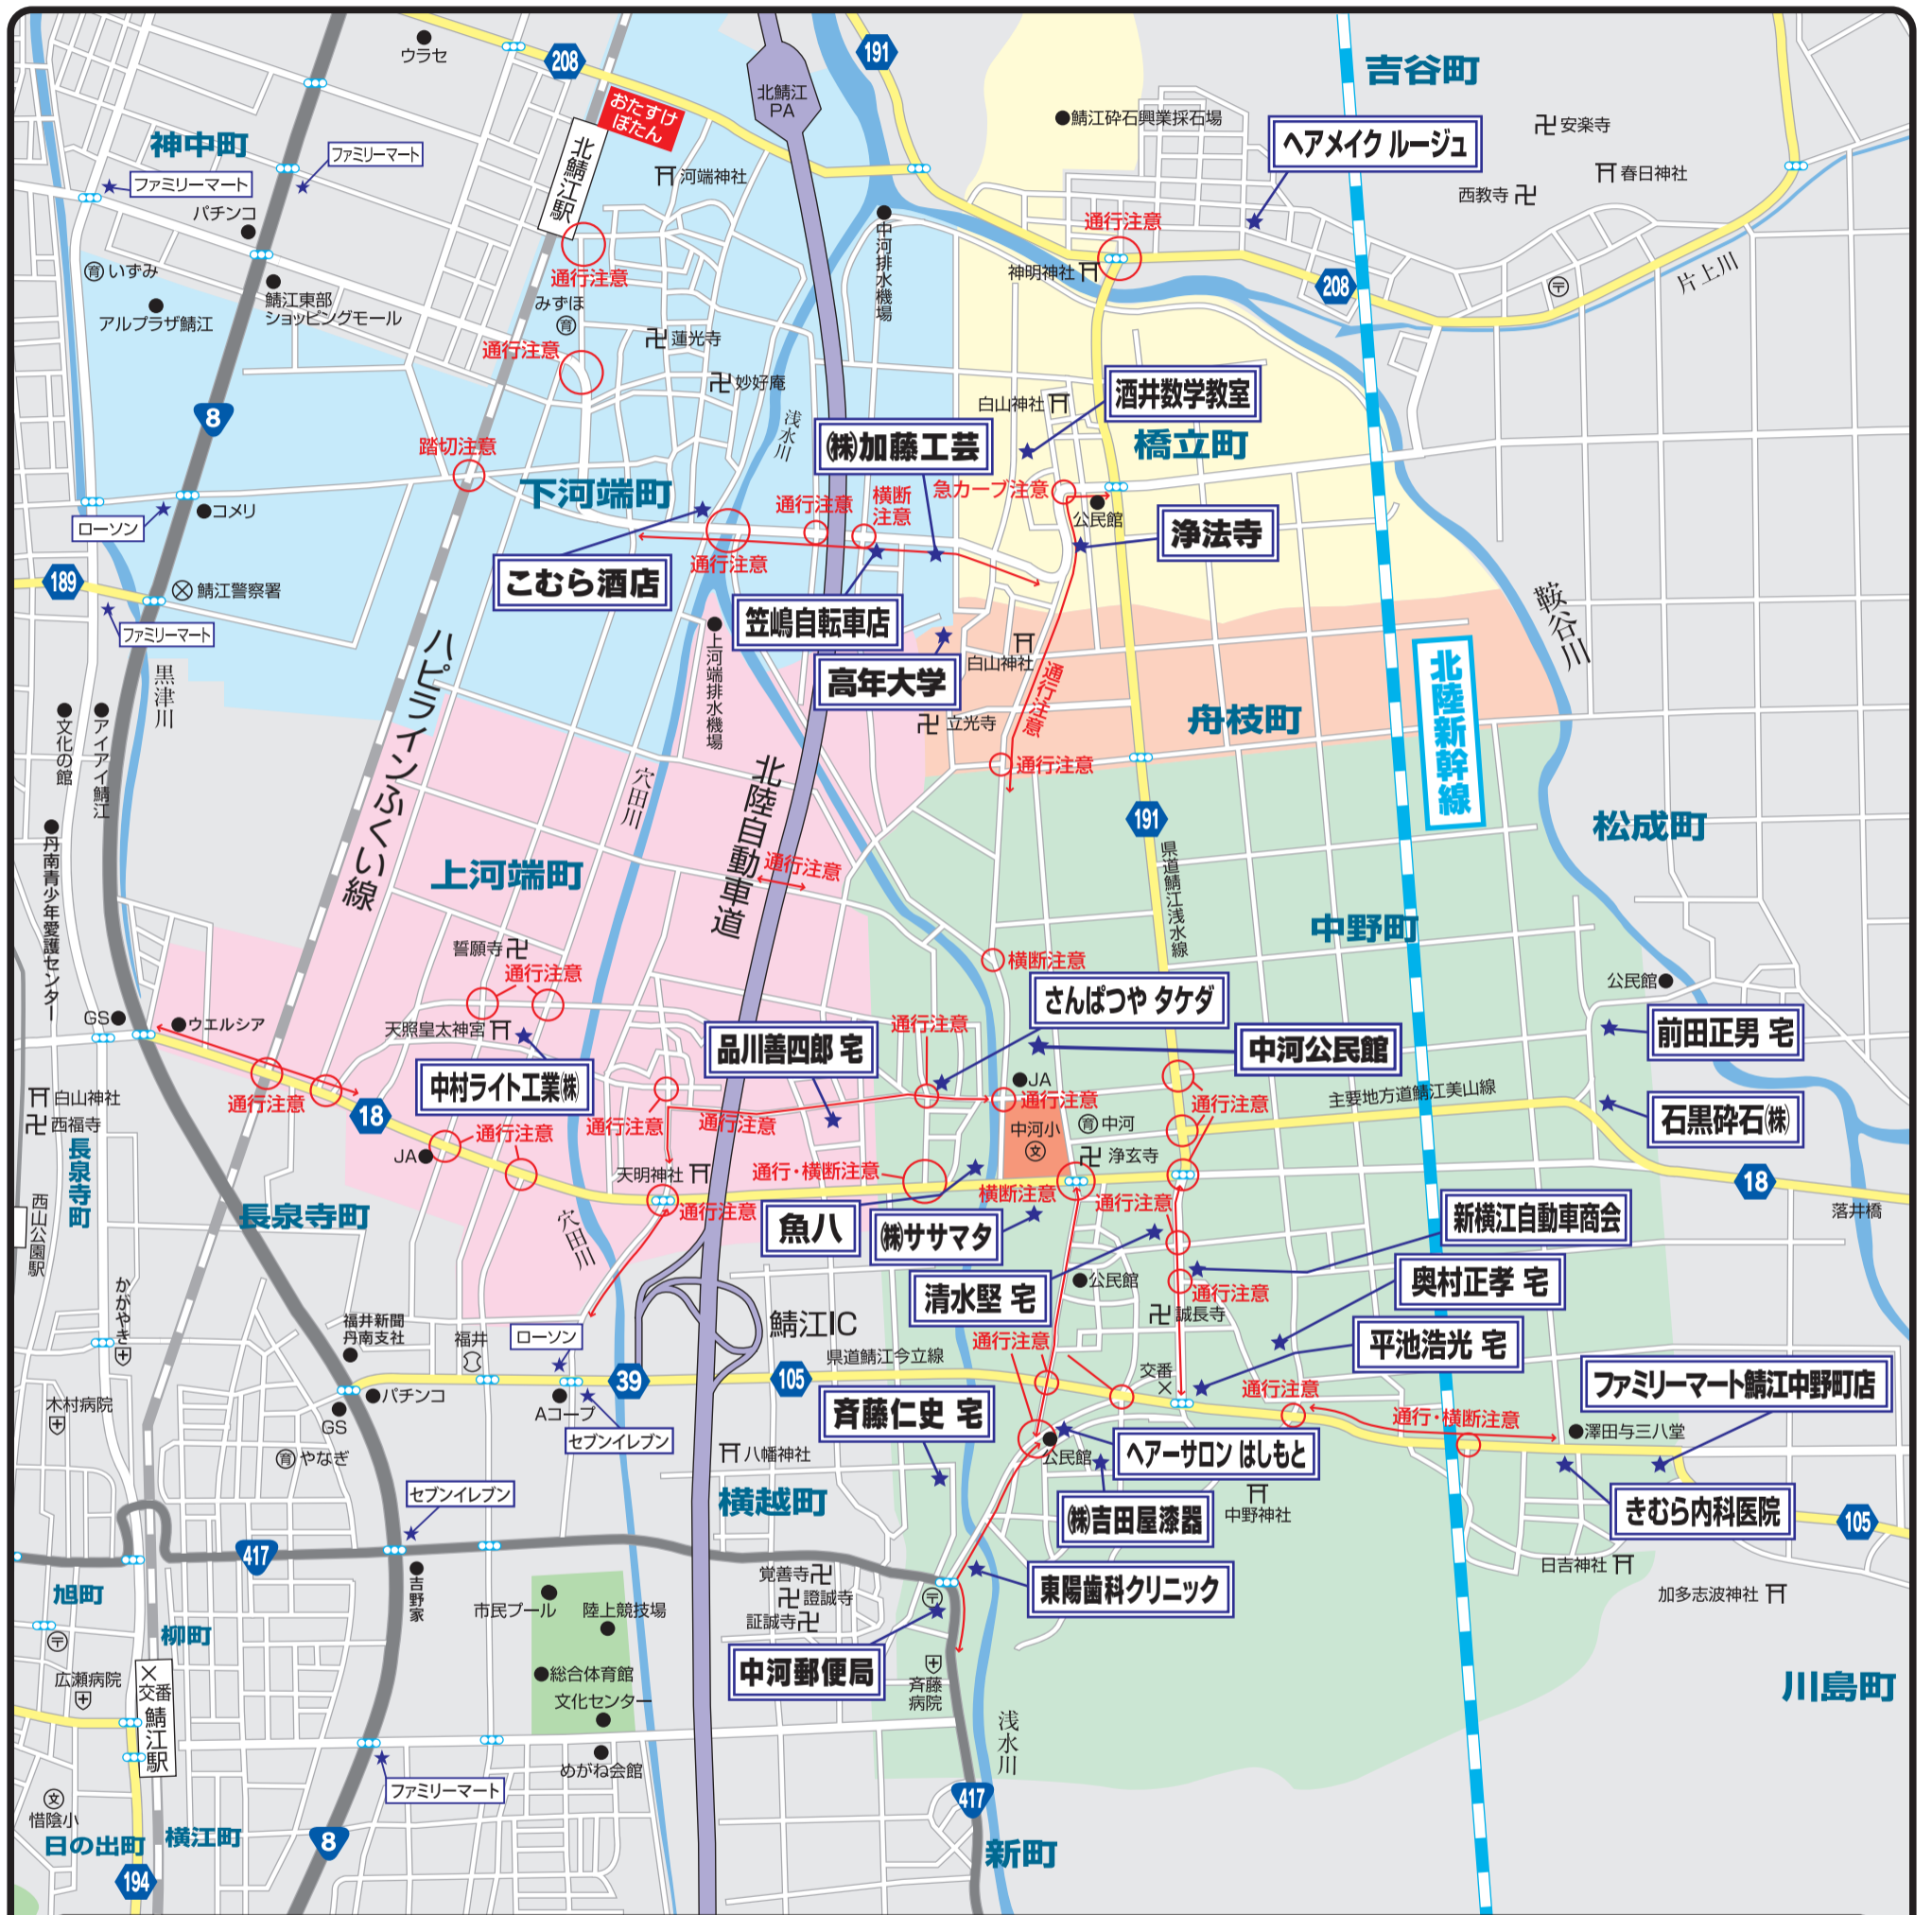 ウラセ
208
191
吉谷町
北鯖江
PA
おたすけ
ぼたん
北鯖江駅
鯖江砕石興業採石場
ヘアメイク ルージュ
安楽寺
春日神社
西教寺
神中町
ファミリーマート
ファミリーマート
パチンコ
河端神社
中河排水機場
通行注意
神明神社
208
片上川
いずみ
育
アルプラザ鯖江
鯖江東部
ショッピングモール
通行注意
みずほ
育
通行注意
蓮光寺
妙好庵
浅水川
白山神社
酒井数学教室
橋立町
8
踏切注意
下河端町
㈱加藤工芸
急カーブ注意
公民館
浄法寺
通行注意
横断
注意
通行注意
ローソン
コメリ
こむら酒店
189
鯖江警察署
ファミリーマート
笠嶋自転車店
高年大学
白山神社
通行注意
立光寺
舟枝町
通行注意
鞍谷川
北陸新幹線
黒津川
ハピラインふくい線
上河端排水機場
文化の館
アイアイ鯖江
丹南青少年愛護センター
穴田川
北陸自動車道
上河端町
通行注意
191
県道鯖江浅水線
松成町
中野町
横断注意
公民館
誓願寺
通行注意
天照皇太神宮
GS
ウエルシア
中村ライト工業㈱
品川善四郎 宅
通行注意
さんぱつや タケダ
中河公民館
前田正男 宅
石黒砕石㈱
JA
通行注意
中河小
文
育
中河
浄玄寺
通行注意
主要地方道鯖江美山線
18
落井橋
白山神社
西福寺
長泉寺町
通行注意
18
JA
通行注意
通行注意
通行注意
天明神社
通行注意
通行・横断注意
横断注意
通行注意
魚八
㈱ササマタ
新横江自動車商会
奥村正孝 宅
平池浩光 宅
清水堅 宅
公民館
通行注意
誠長寺
西山公園駅
長泉寺町
穴田川
かがやき
福井新聞
丹南支社
福井
ローソン
鯖江IC
県道鯖江今立線
39
105
通行注意
交番
通行注意
通行・横断注意
ファミリーマート鯖江中野町店
澤田与三八堂
木村病院
パチンコ
GS
Aコープ
セブンイレブン
斉藤仁史 宅
育
やなぎ
八幡神社
公民館
ヘアーサロン はしもと
㈱吉田屋漆器
中野神社
きむら内科医院
105
セブンイレブン
横越町
417
日吉神社
加多志波神社
覚善寺
證誠寺
証誠寺
東陽歯科クリニック
中河郵便局
旭町
柳町
吉野家
市民プール
陸上競技場
総合体育館
文化センター
めがね会館
広瀬病院
交番
鯖江駅
斉藤
病院
浅水川
川島町
文
惜陰小
日の出町
横江町
ファミリーマート
8
194
417
新町